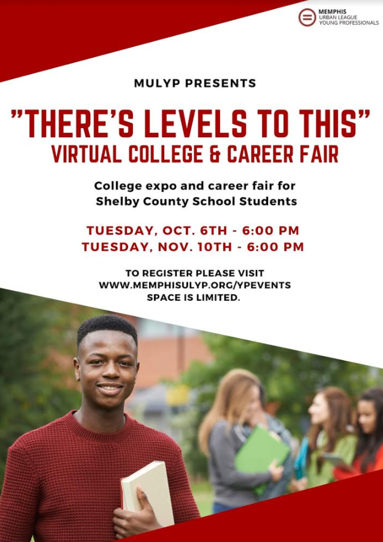 MEMPHIS
URBAN LEAGUE
YOUNG PROFESSIONALS
MULYP PRESENTS
"THERE'S LEVELS TO THIS"
VIRTUAL COLLEGE & CAREER FAIR
College expo and career fair for
Shelby County School Students
TUESDAY, OCT. 6TH - 6:00 PM
TUESDAY, NOV. 10TH - 6:00 PM
TO REGISTER PLEASE VISIT
WWW.MEMPHISULYP.ORG/YPEVENTS
SPACE IS LIMITED.